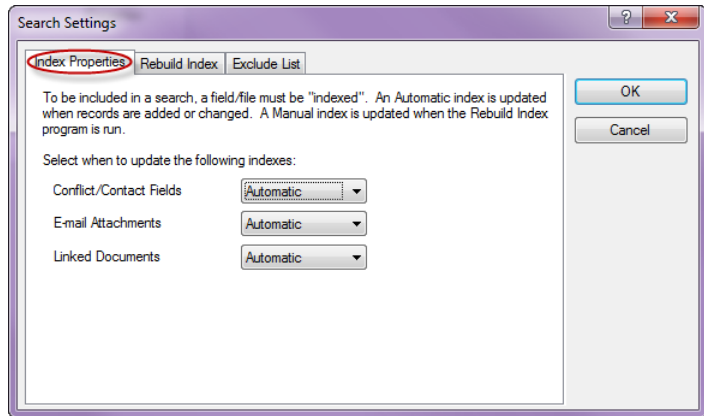 Search Settings
Index Properties
Rebuild Index
Exclude List
To be included in a search, a field/file must be "indexed". An Automatic index is updated
when records are added or changed. A Manual index is updated when the Rebuild Index
program is run.
Select when to update the following indexes:
Conflict/Contact Fields Automatic
E-mail Attachments Automatic
Linked Documents Automatic
OK
Cancel